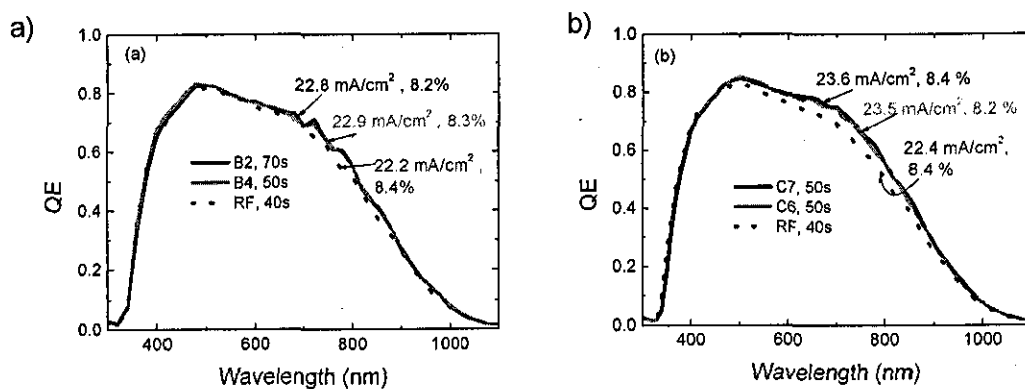 a)
(a)
22.8 mA/cm², 8.2%
22.9 mA/cm², 8.3%
22.2 mA/cm²,
8.4%
B2, 70s
B4, 50s
RF, 40s
QE
0.0
0.2
0.4
0.6
0.8
1.0
400
600
800
1000
Wavelength (nm)
b)
(b)
23.6 mA/cm², 8.4 %
23.5 mA/cm², 8.2 %
22.4 mA/cm²,
8.4 %
C7, 50s
C6, 50s
RF, 40s
QE
0.0
0.2
0.4
0.6
0.8
1.0
400
600
800
1000
Wavelength (nm)